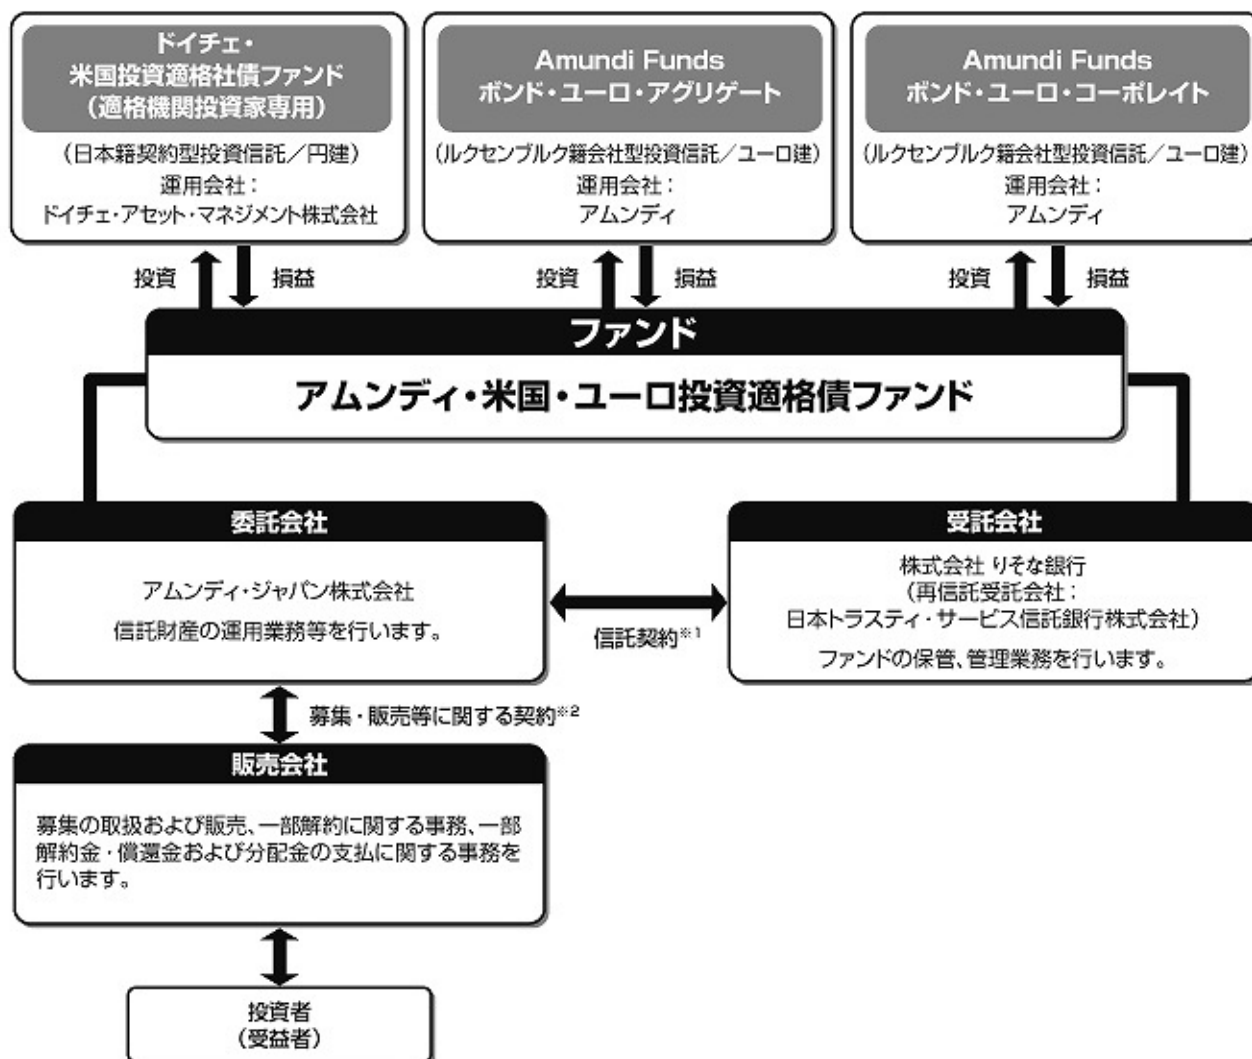 ドイチェ・
米国投資適格社債ファンド
(適格機関投資家専用)
(日本籍契約型投資信託／円建)
運用会社：
ドイチェ・アセット・マネジメント株式会社
Amundi Funds
ボンド・ユーロ・アグリゲート
(ルクセンブルク籍会社型投資信託／ユーロ建)
運用会社：
アムンディ
Amundi Funds
ボンド・ユーロ・コーポレイト
(ルクセンブルク籍会社型投資信託／ユーロ建)
運用会社：
アムンディ
投資 損益
投資 損益
投資 損益
ファンド
アムンディ・米国・ユーロ投資適格債ファンド
委託会社
アムンディ・ジャパン株式会社
信託財産の運用業務等を行います。
信託契約※1
受託会社
株式会社 りそな銀行
(再信託受託会社：
日本トラスティ・サービス信託銀行株式会社)
ファンドの保管、管理業務を行います。
募集・販売等に関する契約※2
販売会社
募集の取扱および販売、一部解約に関する事務、一部
解約金・償還金および分配金の支払に関する事務を
行います。
投資者
(受益者)